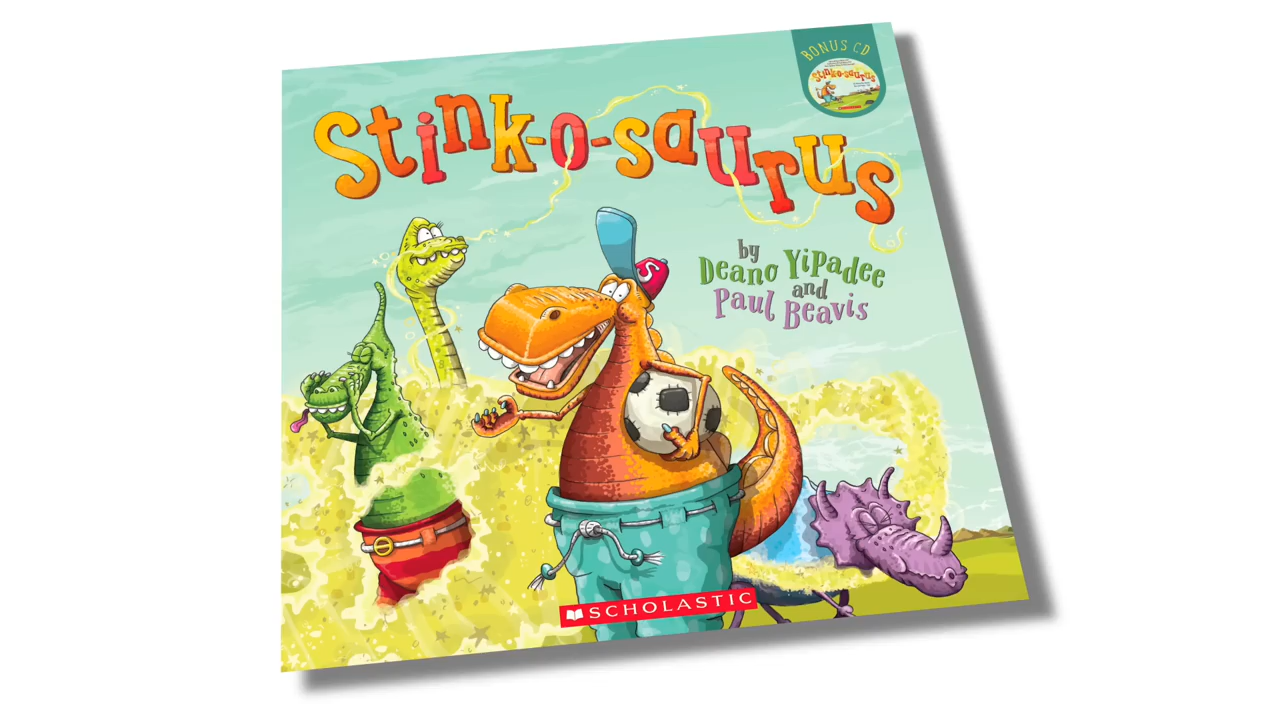 BONUS CD
Stink-o-saurus
Stink-o-saurus
by
Deano Yipadee
and
Paul Beavis
S
SCHOLASTIC